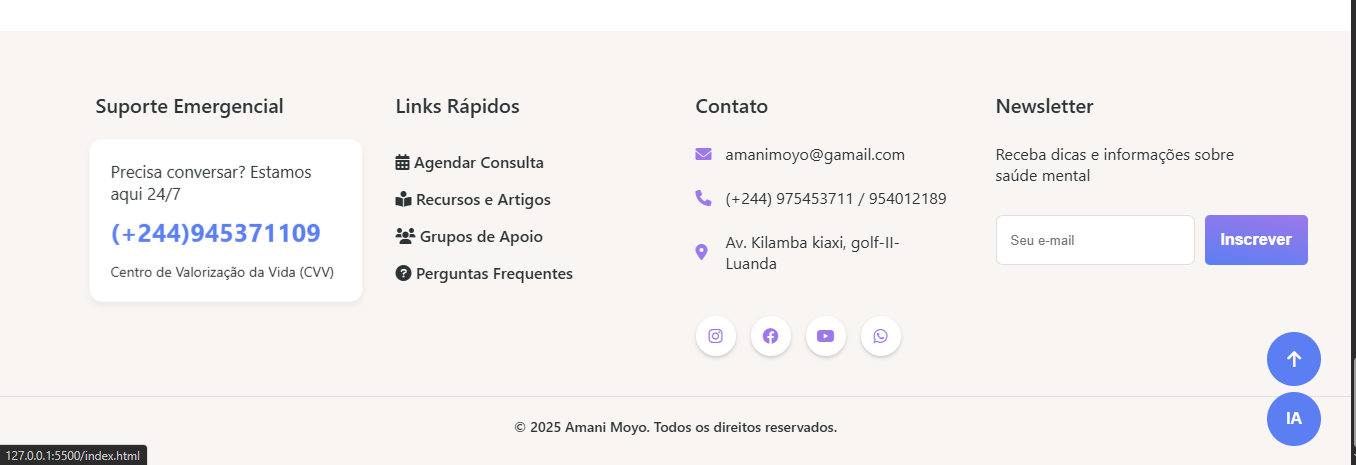 Suporte Emergencial
Precisa conversar? Estamos
aqui 24/7
(+244)945371109
Centro de Valorização da Vida (CVV)
Links Rápidos
Agendar Consulta
Recursos e Artigos
Grupos de Apoio
Perguntas Frequentes
Contato
amanimoyo@gamail.com
(+244) 975453711 / 954012189
Av. Kilamba kiaxi, golf-II-
Luanda
Newsletter
Receba dicas e informações sobre
saúde mental
Seu e-mail
Inscrever
IA
© 2025 Amani Moyo. Todos os direitos reservados.
127.0.0.1:5500/index.html